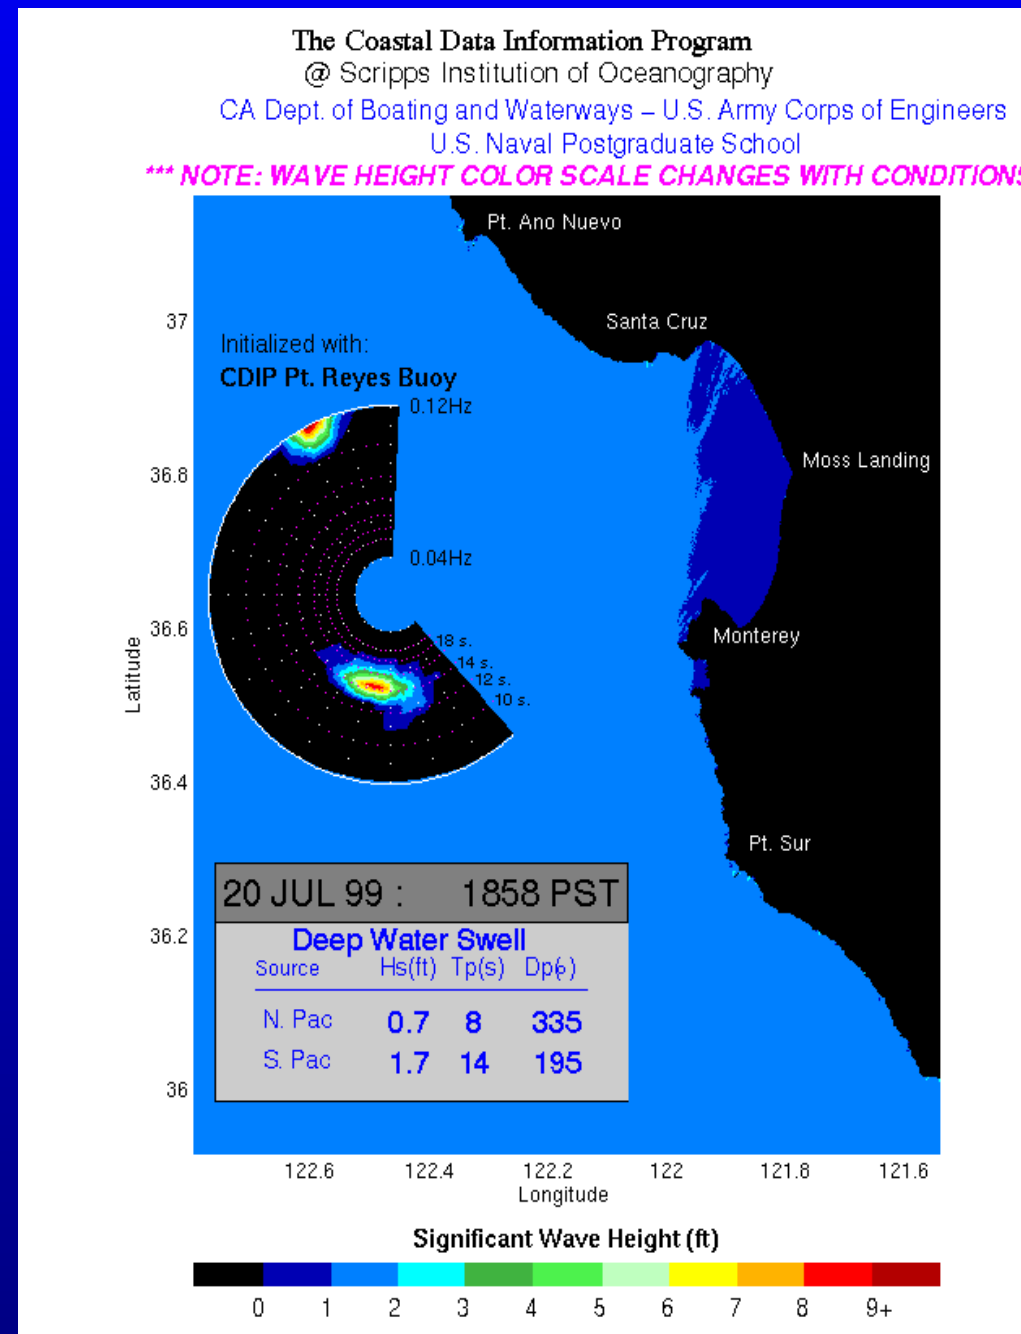 The Coastal Data Information Program
@ Scripps Institution of Oceanography
CA Dept. of Boating and Waterways – U.S. Army Corps of Engineers
U.S. Naval Postgraduate School
*** NOTE: WAVE HEIGHT COLOR SCALE CHANGES WITH CONDITIONS
Pt. Ano Nuevo
Santa Cruz
37
Initialized with:
CDIP Pt. Reyes Buoy
0.12Hz
Moss Landing
36.8
0.04Hz
36.6
Monterey
18 s.
14 s.
12 s.
10 s.
Latitude
36.4
Pt. Sur
20 JUL 99 : 1858 PST
36.2
Deep Water Swell
Source Hs(ft) Tp(s) Dp(o)
N. Pac 0.7 8 335
S. Pac 1.7 14 195
36
122.6 122.4 122.2 122 121.8 121.6
Longitude
Significant Wave Height (ft)
0 1 2 3 4 5 6 7 8 9+